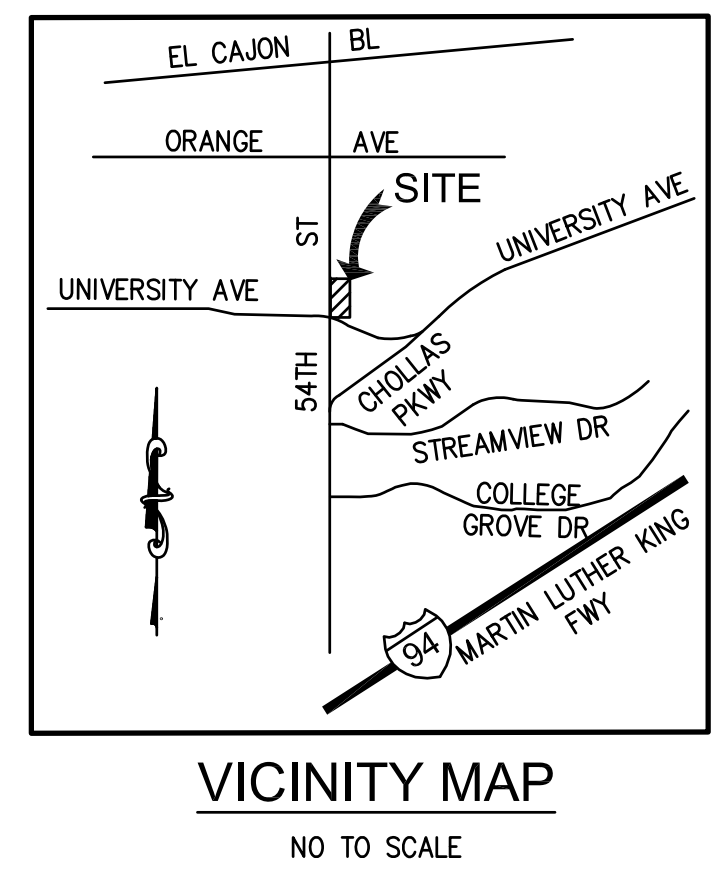 EL CAJON BL
ORANGE AVE
SITE
UNIVERSITY AVE
ST
UNIVERSITY AVE
54TH
CHOLLAS
PKWY
STREAMVIEW DR
COLLEGE
GROVE DR
MARTIN LUTHER KING
FWY
94
VICINITY MAP
NO TO SCALE